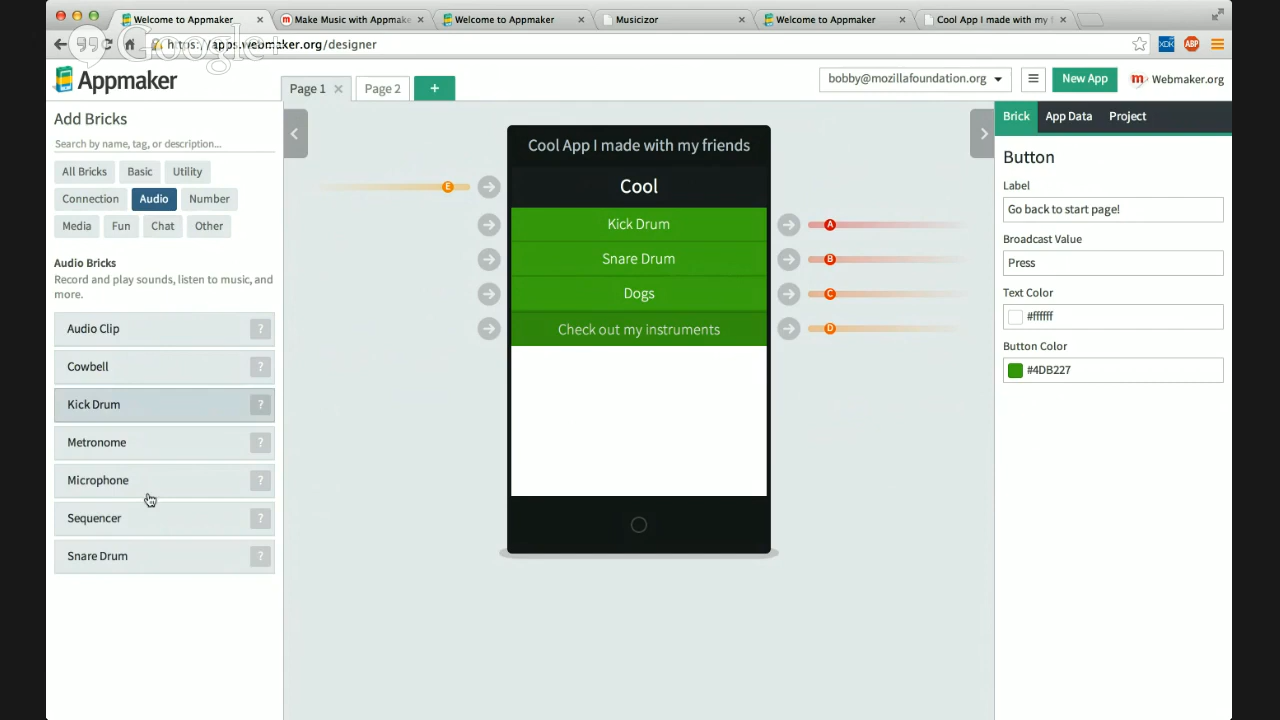 Welcome to Appmaker
Make Music with Appmake
Welcome to Appmaker
Musicizor
Welcome to Appmaker
Cool App I made with my
Google+
https://apps.webmaker.org/designer
XDK
ABP
Appmaker
Page 1
Page 2
+
bobby@mozillafoundation.org
New App
Webmaker.org
Add Bricks
Search by name, tag, or description...
All Bricks
Basic
Utility
Connection
Audio
Number
Media
Fun
Chat
Other
Audio Bricks
Record and play sounds, listen to music, and
more.
Audio Clip
?
Cowbell
?
Kick Drum
?
Metronome
?
Microphone
?
Sequencer
?
Snare Drum
?
Cool App I made with my friends
E
Cool
Kick Drum
A
Snare Drum
B
Dogs
C
Check out my instruments
D
Brick
App Data
Project
Button
Label
Go back to start page!
Broadcast Value
Press
Text Color
#ffffff
Button Color
#4DB227